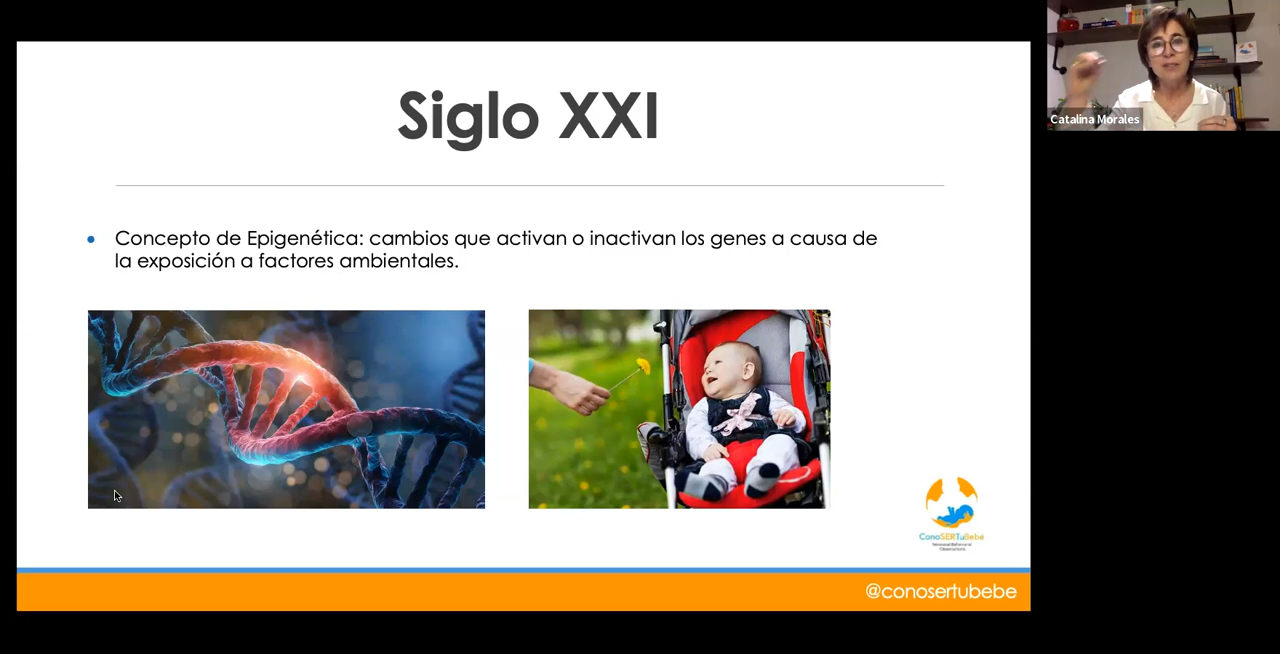 Siglo XXI
Concepto de Epigenética: cambios que activan o inactivan los genes a causa de
la exposición a factores ambientales.
ConoSERTuBebé
@conosertubebe
Catalina Morales